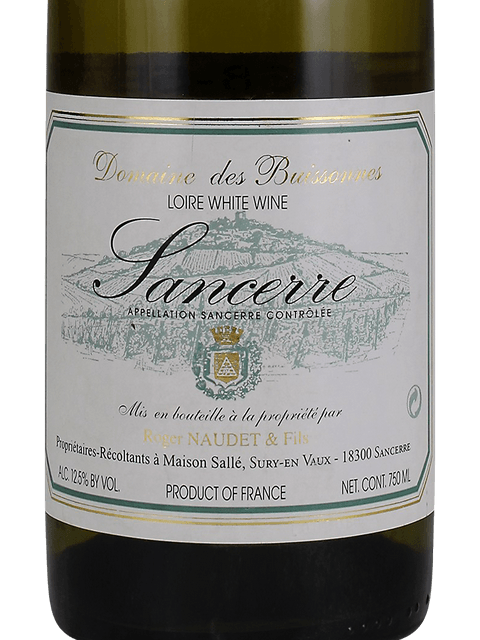 Domaine des Buissonnes
LOIRE WHITE WINE
Sancerre
APPELLATION SANCERRE CONTRÔLÉE
Mis en bouteille à la propriété par
Roger NAUDET & Fils
Propriétaires-Récoltants à Maison Sallé, SURY-EN VAUX - 18300 SANCERRE
ALC. 12.5% BY VOL.
PRODUCT OF FRANCE
NET. CONT. 750 ML